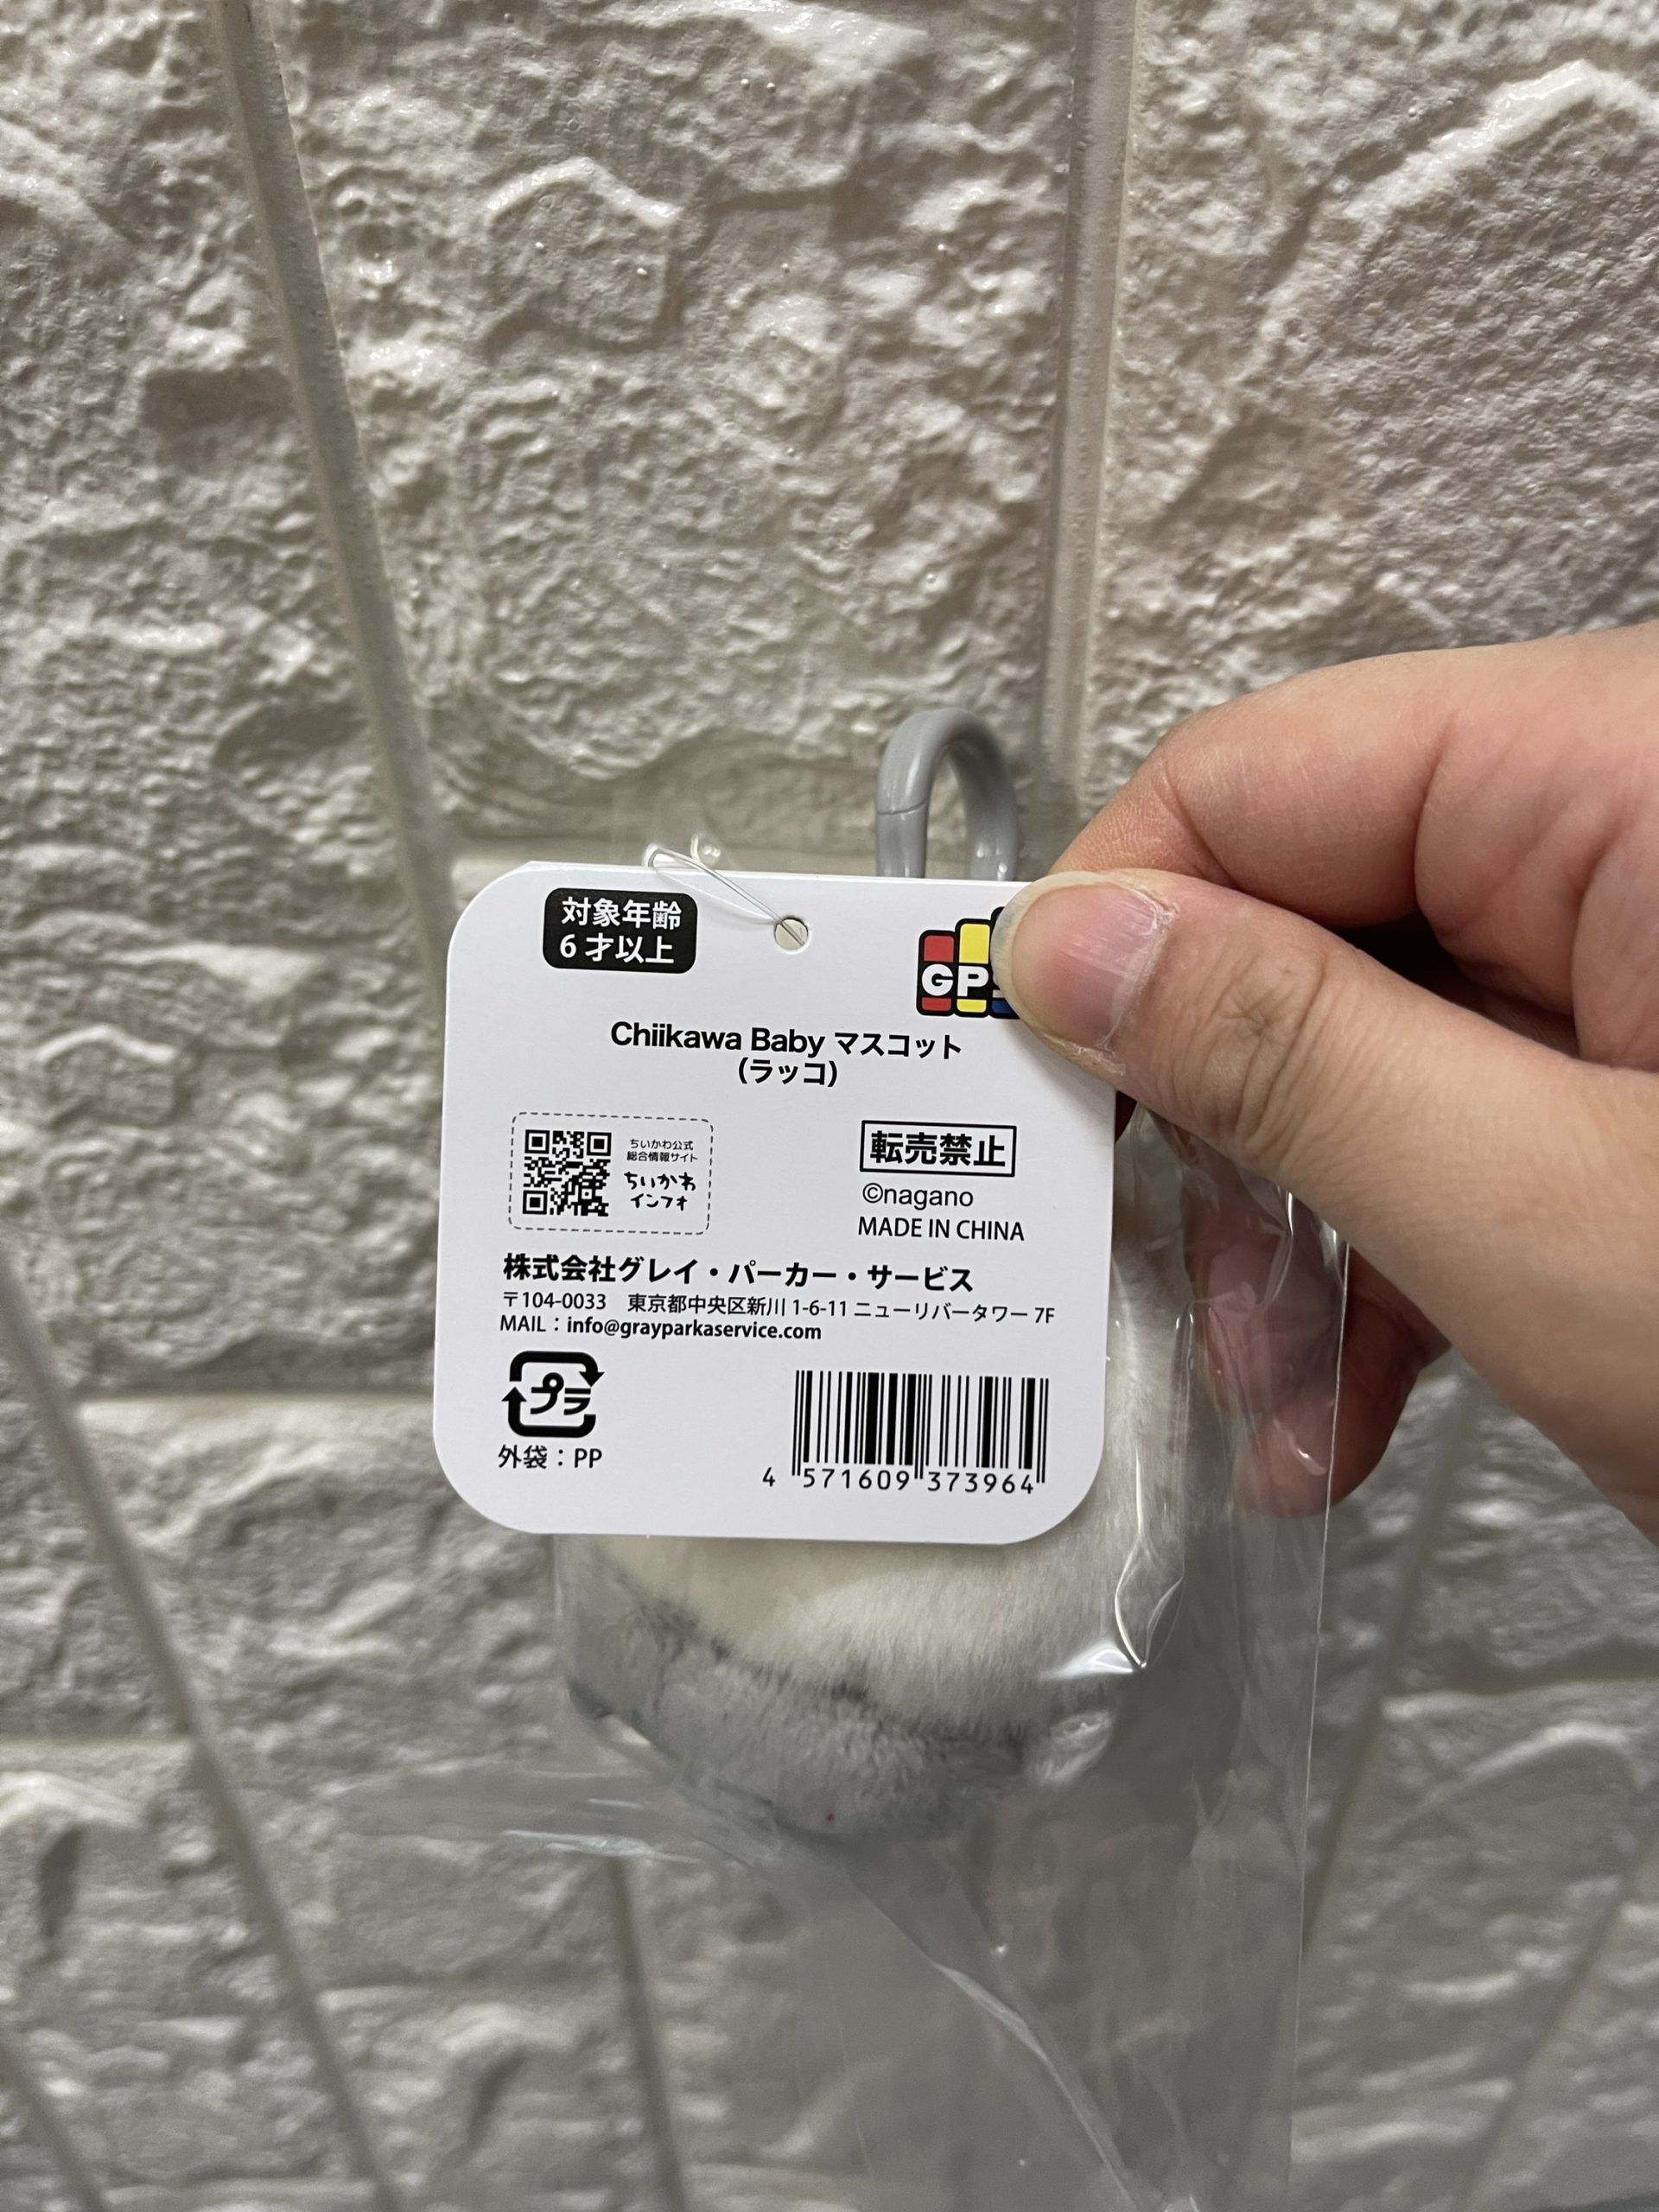 対象年齢
6才以上
GPS
Chiikawa Baby マスコット
(ラッコ)
ちいかわ公式
総合情報サイト
ちいかわ
インフォ
転売禁止
©nagano
MADE IN CHINA
株式会社グレイ・パーカー・サービス
〒104-0033 東京都中央区新川 1-6-11 ニューリバータワー 7F
MAIL：info@grayparkaservice.com
プラ
外袋：PP
4 571609 373964